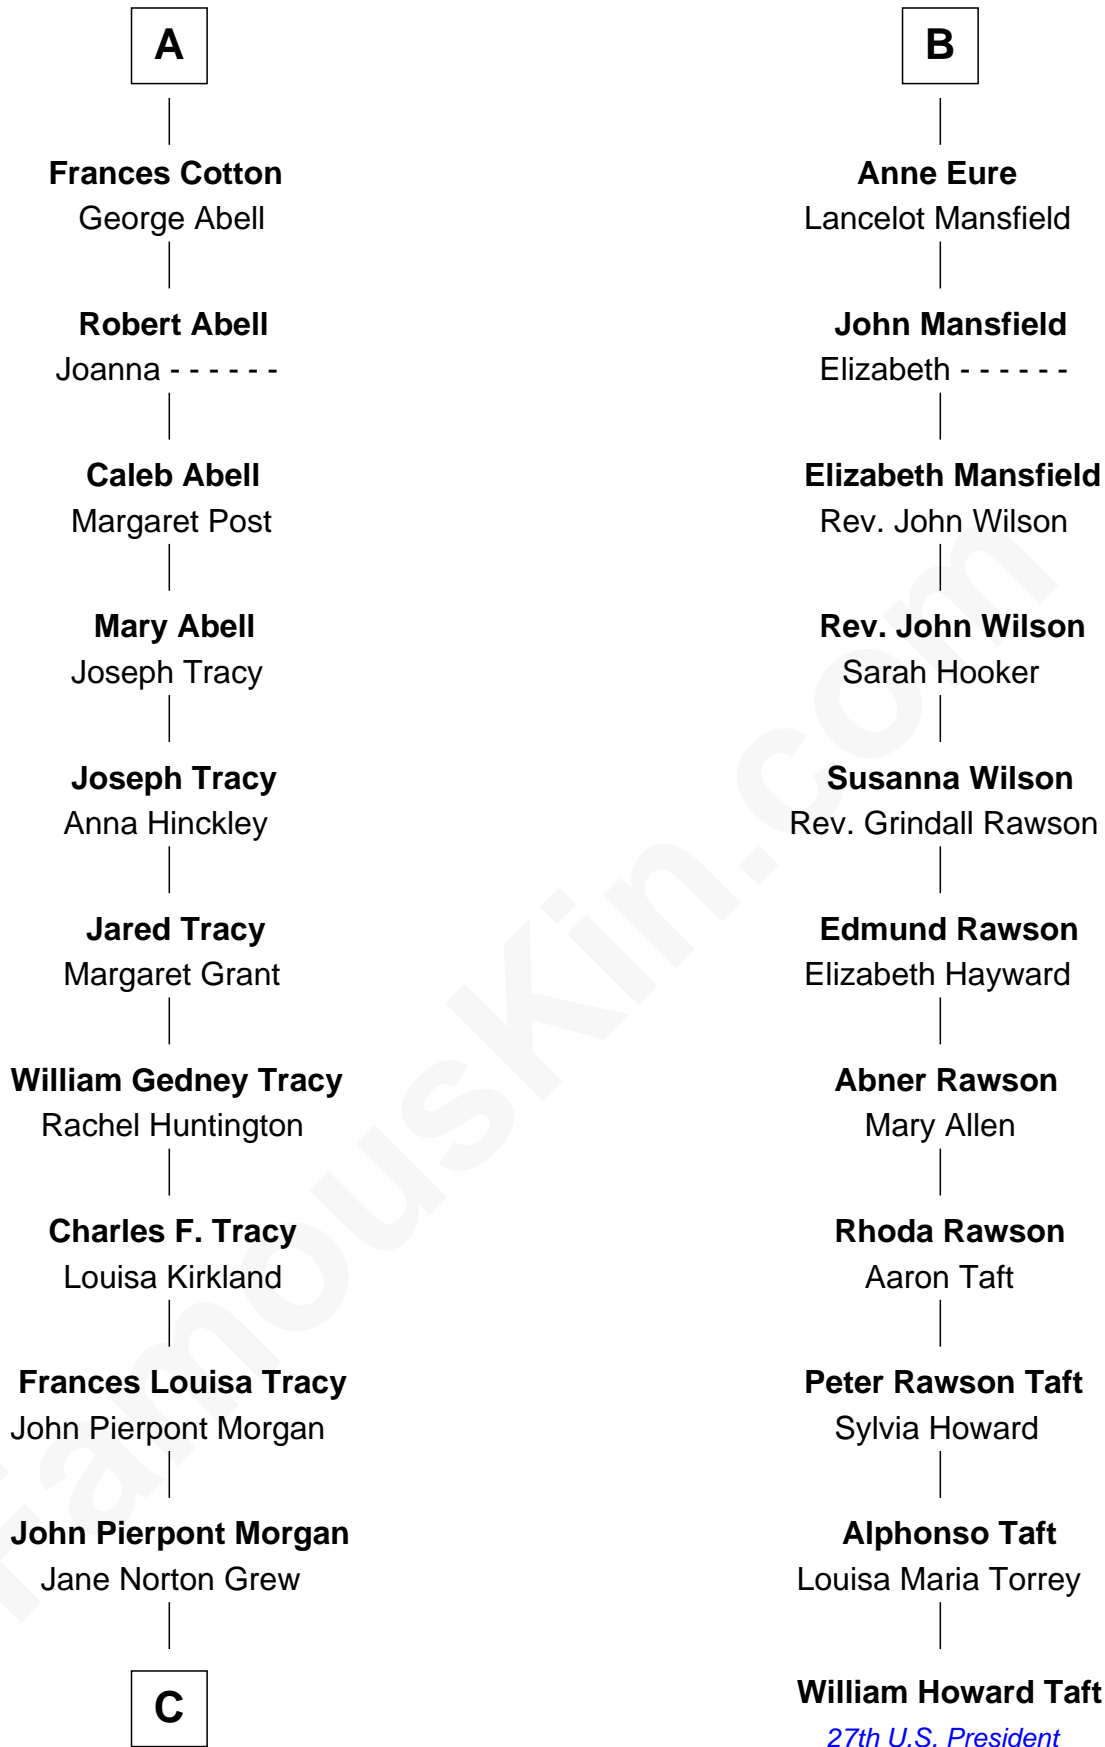 A
Frances Cotton
George Abell
Robert Abell
Joanna - - - - - -
Caleb Abell
Margaret Post
Mary Abell
Joseph Tracy
Joseph Tracy
Anna Hinckley
Jared Tracy
Margaret Grant
William Gedney Tracy
Rachel Huntington
Charles F. Tracy
Louisa Kirkland
Frances Louisa Tracy
John Pierpont Morgan
John Pierpont Morgan
Jane Norton Grew
C
B
Anne Eure
Lancelot Mansfield
John Mansfield
Elizabeth - - - - - -
Elizabeth Mansfield
Rev. John Wilson
Rev. John Wilson
Sarah Hooker
Susanna Wilson
Rev. Grindall Rawson
Edmund Rawson
Elizabeth Hayward
Abner Rawson
Mary Allen
Rhoda Rawson
Aaron Taft
Peter Rawson Taft
Sylvia Howard
Alphonso Taft
Louisa Maria Torrey
William Howard Taft
27th U.S. President
FamousKin.com